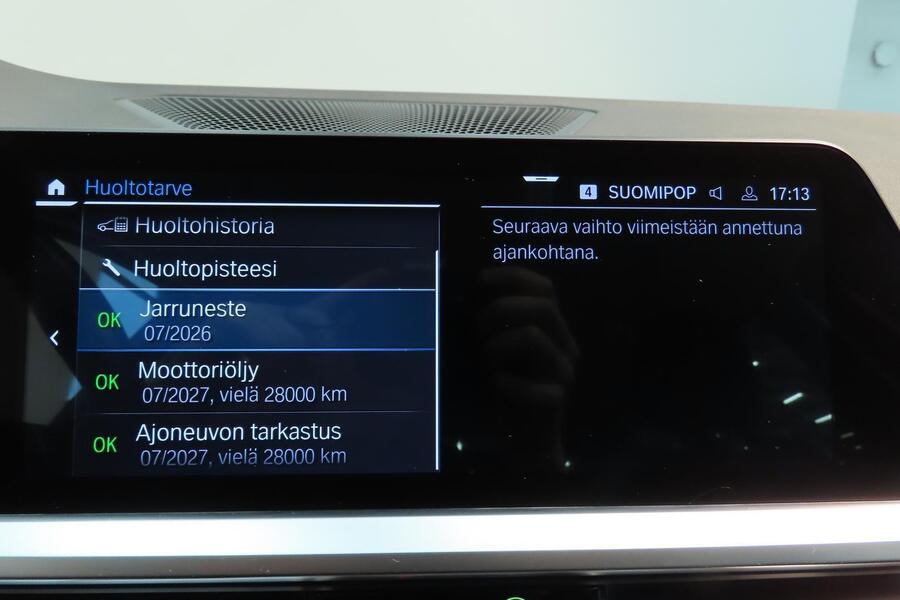 Huoltotarve
4 SUOMIPOP 17:13
Huoltohistoria
Huoltopisteesi
OK Jarruneste
07/2026
OK Moottoriöljy
07/2027, vielä 28000 km
OK Ajoneuvon tarkastus
07/2027, vielä 28000 km
Seuraava vaihto viimeistään annettuna
ajankohtana.